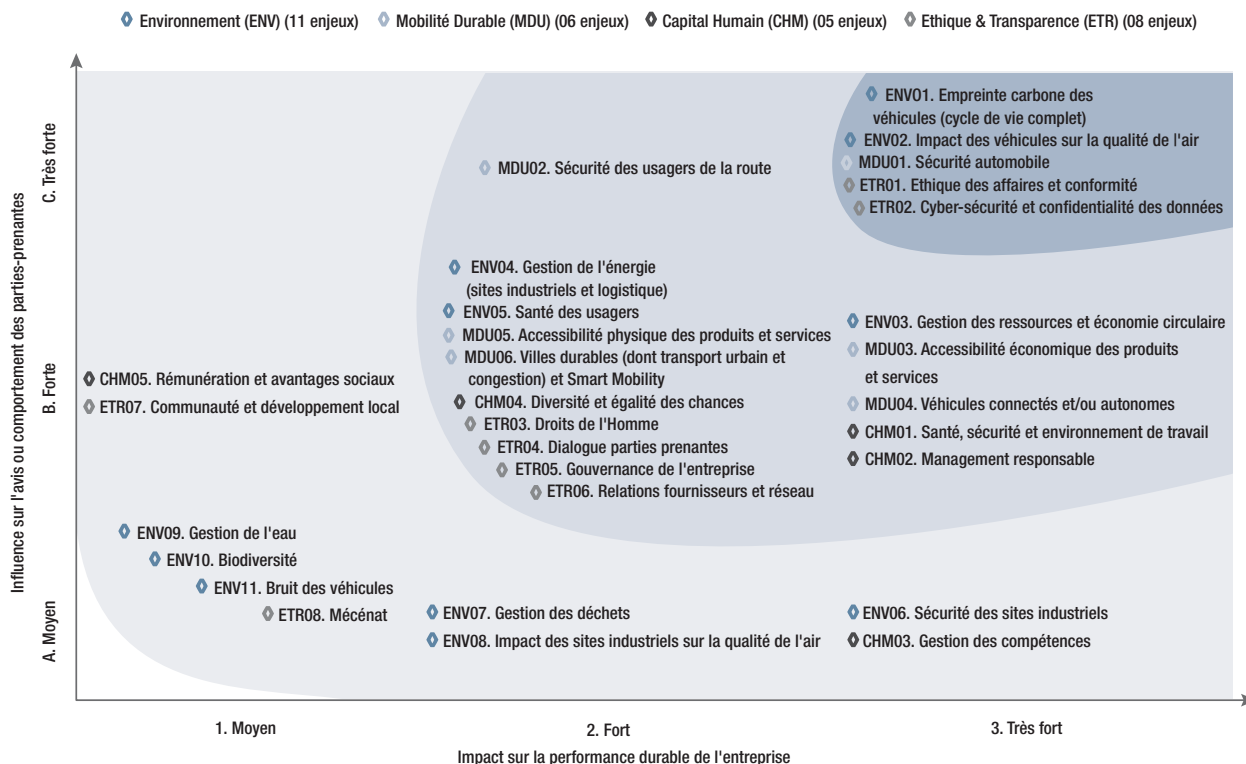 Environnement (ENV) (11 enjeux)
Mobilité Durable (MDU) (06 enjeux)
Capital Humain (CHM) (05 enjeux)
Ethique & Transparence (ETR) (08 enjeux)
Influence sur l'avis ou comportement des parties-prenantes
C. Très forte
B. Forte
A. Moyen
ENV01. Empreinte carbone des
véhicules (cycle de vie complet)
ENV02. Impact des véhicules sur la qualité de l'air
MDU01. Sécurité automobile
ETR01. Ethique des affaires et conformité
ETR02. Cyber-sécurité et confidentialité des données
MDU02. Sécurité des usagers de la route
ENV04. Gestion de l'énergie
(sites industriels et logistique)
ENV05. Santé des usagers
MDU05. Accessibilité physique des produits et services
MDU06. Villes durables (dont transport urbain et
congestion) et Smart Mobility
CHM04. Diversité et égalité des chances
ETR03. Droits de l'Homme
ETR04. Dialogue parties prenantes
ETR05. Gouvernance de l'entreprise
ETR06. Relations fournisseurs et réseau
ENV03. Gestion des ressources et économie circulaire
MDU03. Accessibilité économique des produits
et services
MDU04. Véhicules connectés et/ou autonomes
CHM01. Santé, sécurité et environnement de travail
CHM02. Management responsable
CHM05. Rémunération et avantages sociaux
ETR07. Communauté et développement local
ENV09. Gestion de l'eau
ENV10. Biodiversité
ENV11. Bruit des véhicules
ETR08. Mécénat
ENV07. Gestion des déchets
ENV08. Impact des sites industriels sur la qualité de l'air
ENV06. Sécurité des sites industriels
CHM03. Gestion des compétences
1. Moyen
2. Fort
3. Très fort
Impact sur la performance durable de l'entreprise